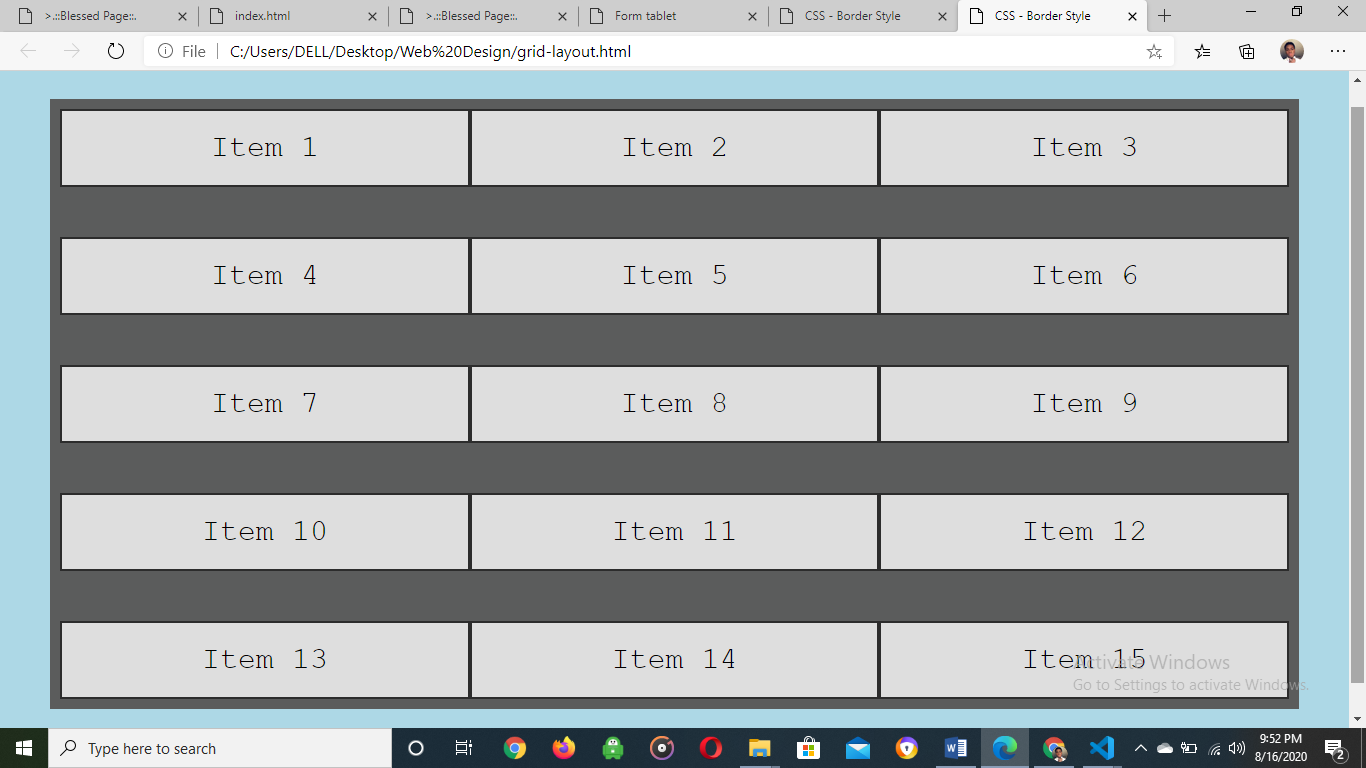 >.::Blessed Page::.
index.html
>.::Blessed Page::.
Form tablet
CSS - Border Style
CSS - Border Style
File
C:/Users/DELL/Desktop/Web%20Design/grid-layout.html
Item 1
Item 2
Item 3
Item 4
Item 5
Item 6
Item 7
Item 8
Item 9
Item 10
Item 11
Item 12
Item 13
Item 14
Item 15
Activate Windows
Go to Settings to activate Windows.
Type here to search
9:52 PM
8/16/2020
2